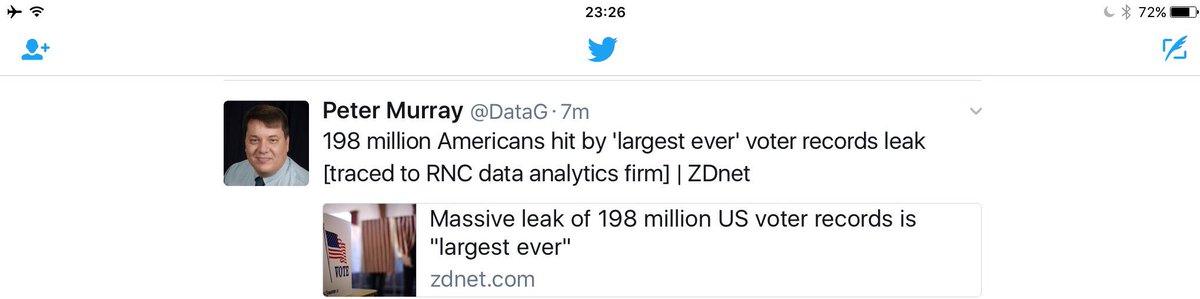 23:26
72%
Peter Murray @DataG · 7m
198 million Americans hit by 'largest ever' voter records leak
[traced to RNC data analytics firm] | ZDnet
Massive leak of 198 million US voter records is
"largest ever"
zdnet.com
VOTE